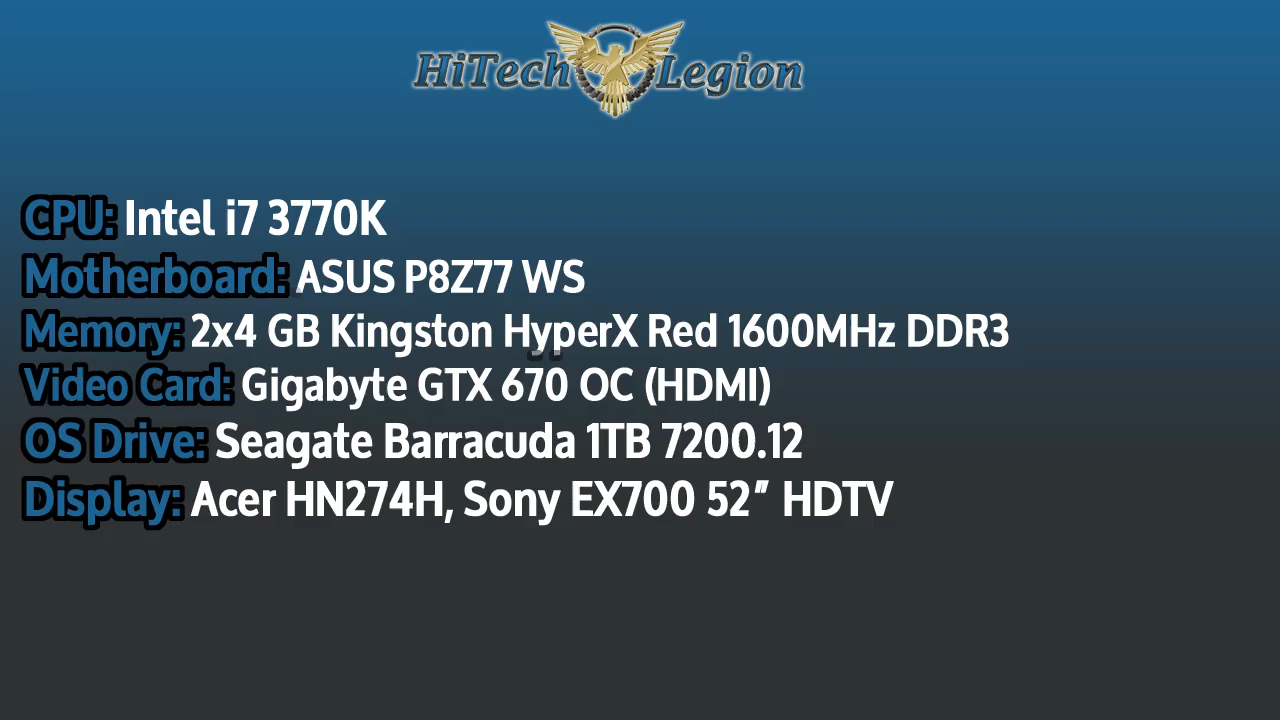 HiTech Legion
CPU: Intel i7 3770K
Motherboard: ASUS P8Z77 WS
Memory: 2x4 GB Kingston HyperX Red 1600MHz DDR3
Video Card: Gigabyte GTX 670 OC (HDMI)
OS Drive: Seagate Barracuda 1TB 7200.12
Display: Acer HN274H, Sony EX700 52” HDTV